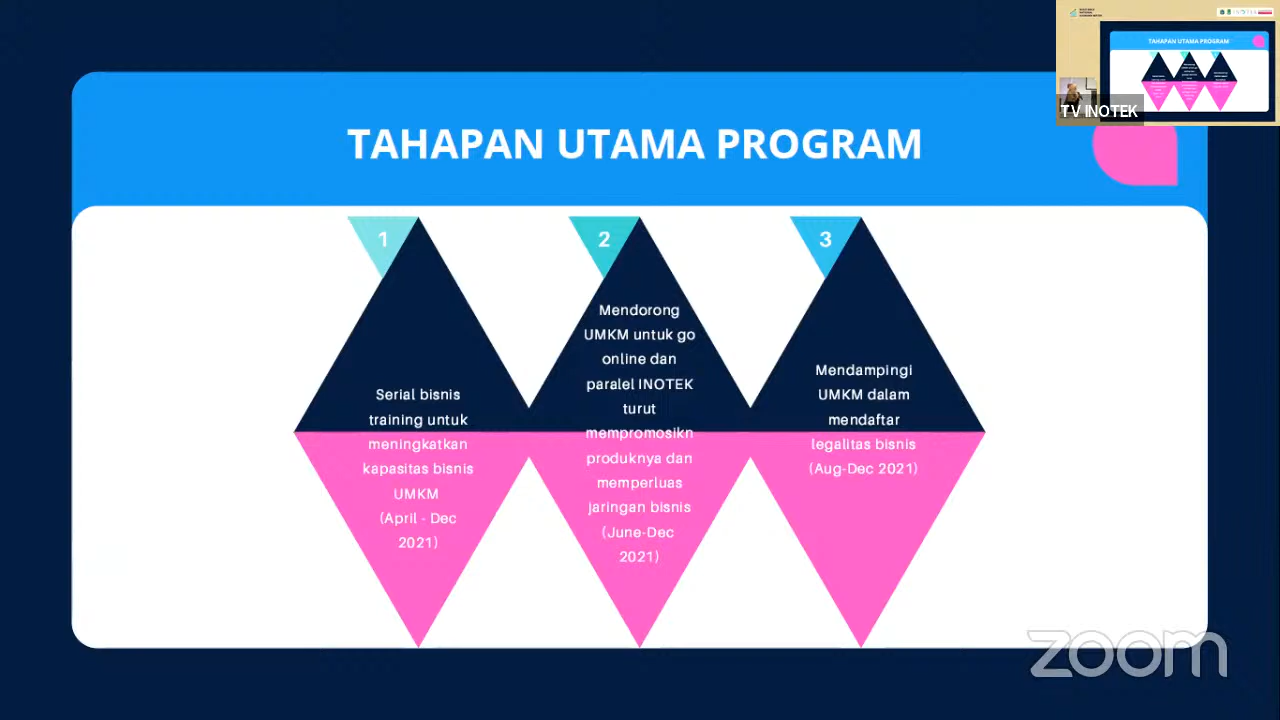 TAHAPAN UTAMA PROGRAM
1
Serial bisnis
training untuk
meningkatkan
kapasitas bisnis
UMKM
(April - Dec
2021)
2
Mendorong
UMKM untuk go
online dan
paralel INOTEK
turut
mempromosikn
produknya dan
memperluas
jaringan bisnis
(June-Dec
2021)
3
Mendampingi
UMKM dalam
mendaftar
legalitas bisnis
(Aug-Dec 2021)
TAHAPAN UTAMA PROGRAM
TV INOTEK
zoom